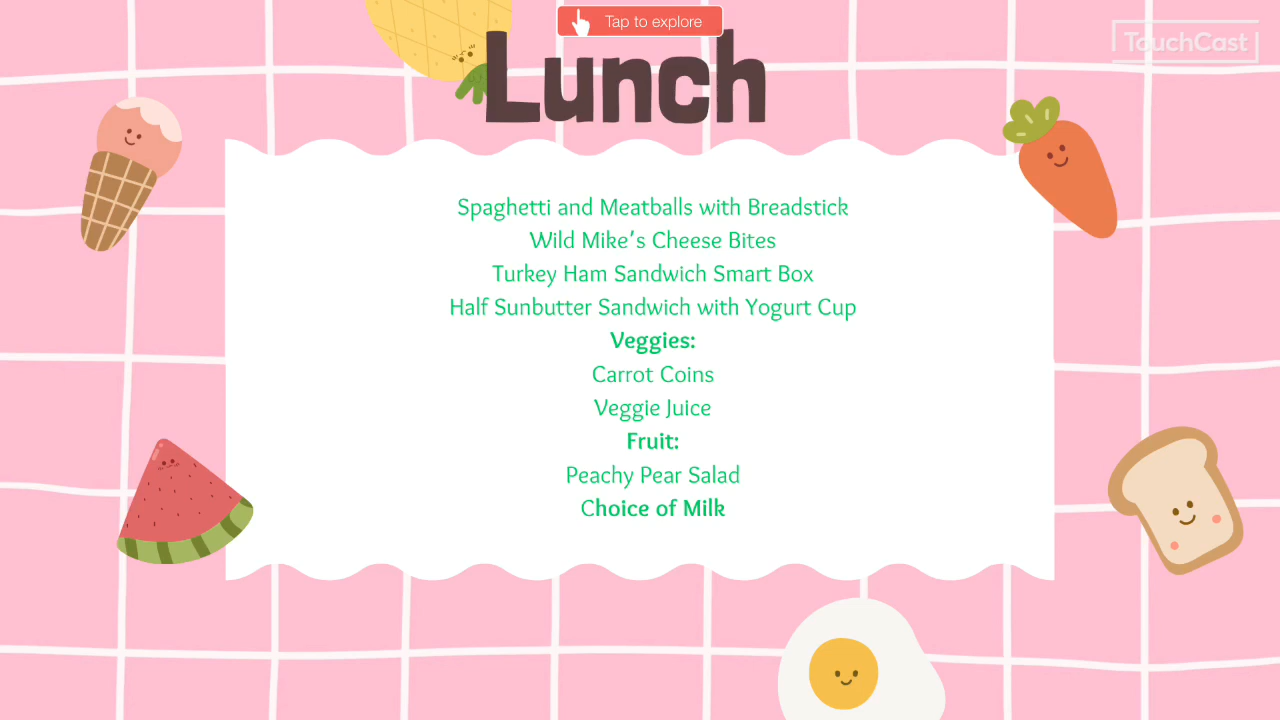 Tap to explore
TouchCast
Lunch
Spaghetti and Meatballs with Breadstick
Wild Mike's Cheese Bites
Turkey Ham Sandwich Smart Box
Half Sunbutter Sandwich with Yogurt Cup
Veggies:
Carrot Coins
Veggie Juice
Fruit:
Peachy Pear Salad
Choice of Milk